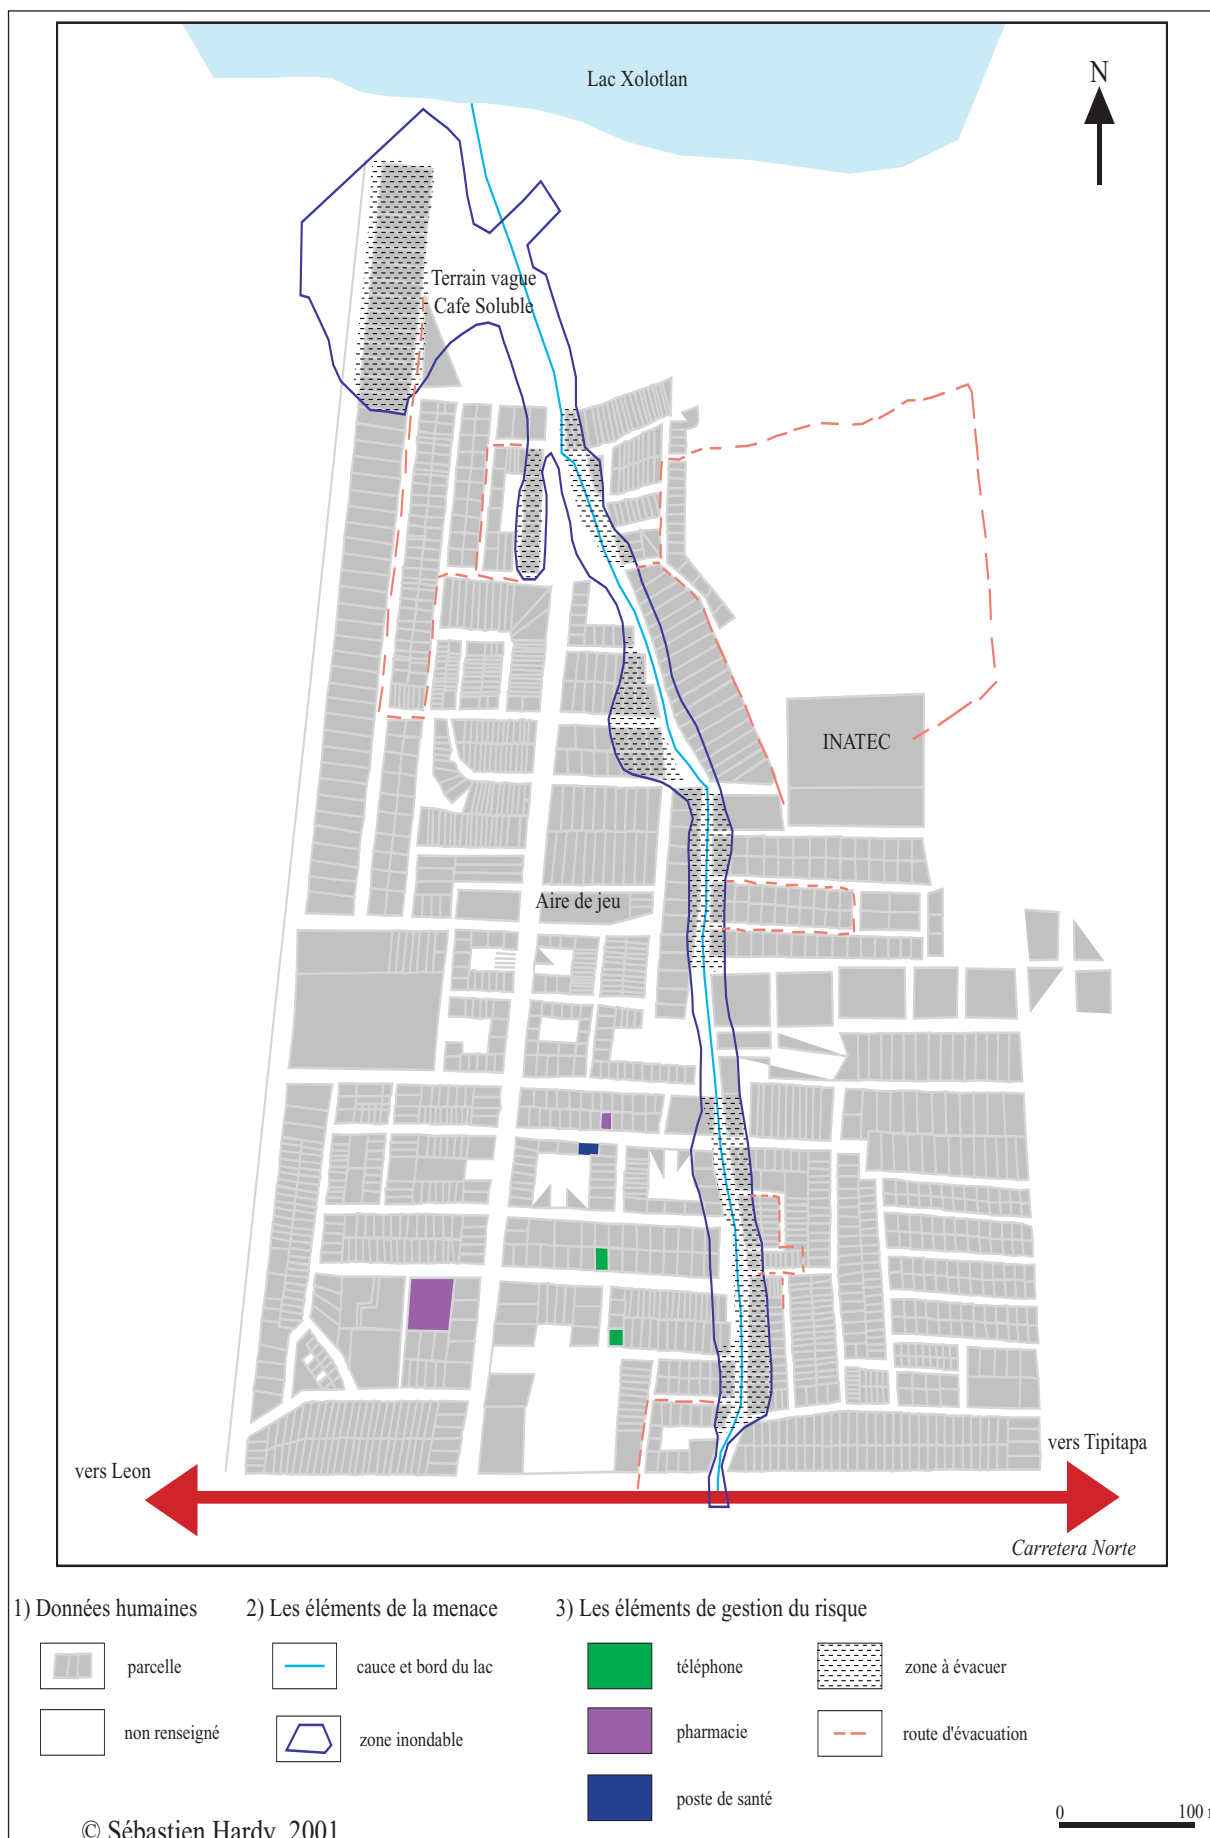 Lac Xolotlan
N
Terrain vague
Cafe Soluble
INATEC
Aire de jeu
vers Leon
vers Tipitapa
Carretera Norte
1) Données humaines
parcelle
non renseigné
2) Les éléments de la menace
cauce et bord du lac
zone inondable
3) Les éléments de gestion du risque
téléphone
pharmacie
poste de santé
zone à évacuer
route d'évacuation
© Sébastien Hardy, 2001
0 100